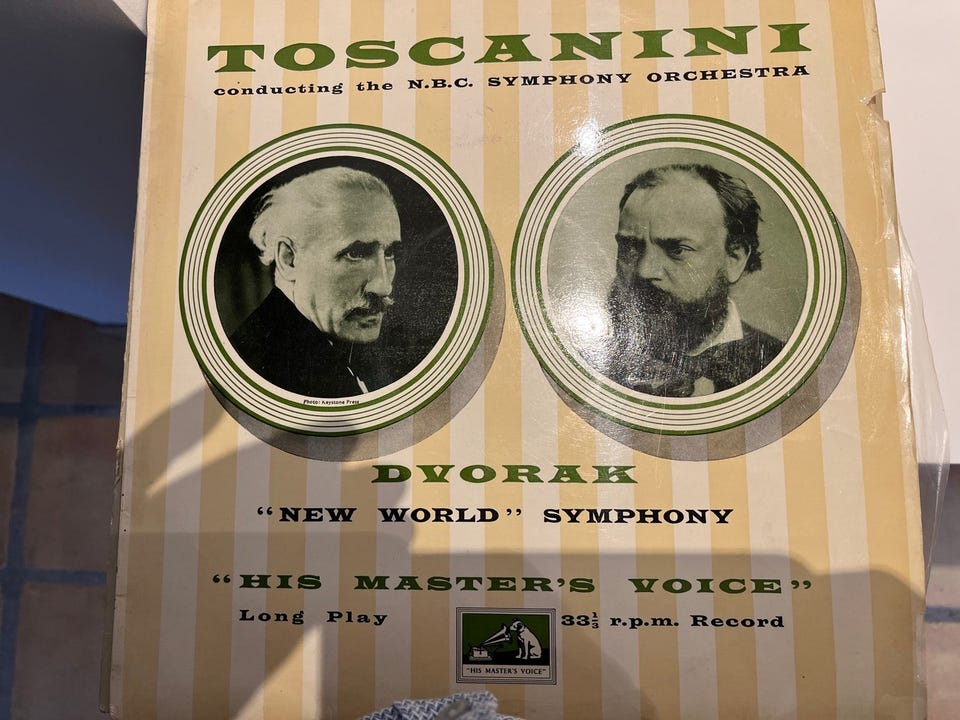 TOSCANINI
conducting the N.B.C. SYMPHONY ORCHESTRA
Photo: Keystone Press
DVORAK
“NEW WORLD” SYMPHONY
“HIS MASTER'S VOICE”
Long Play 33⅓ r.p.m. Record
“HIS MASTER'S VOICE”